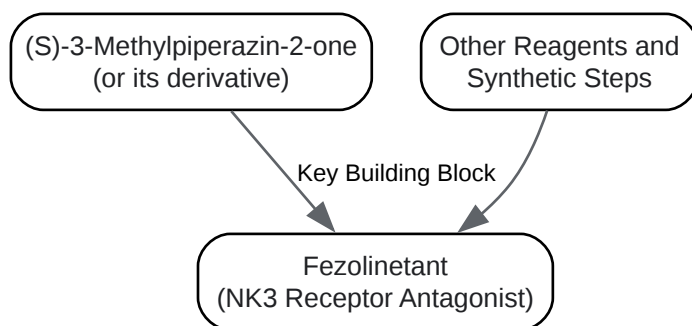 (S)-3-Methylpiperazin-2-one
(or its derivative)
Other Reagents and
Synthetic Steps
Key Building Block
Fezolinetant
(NK3 Receptor Antagonist)